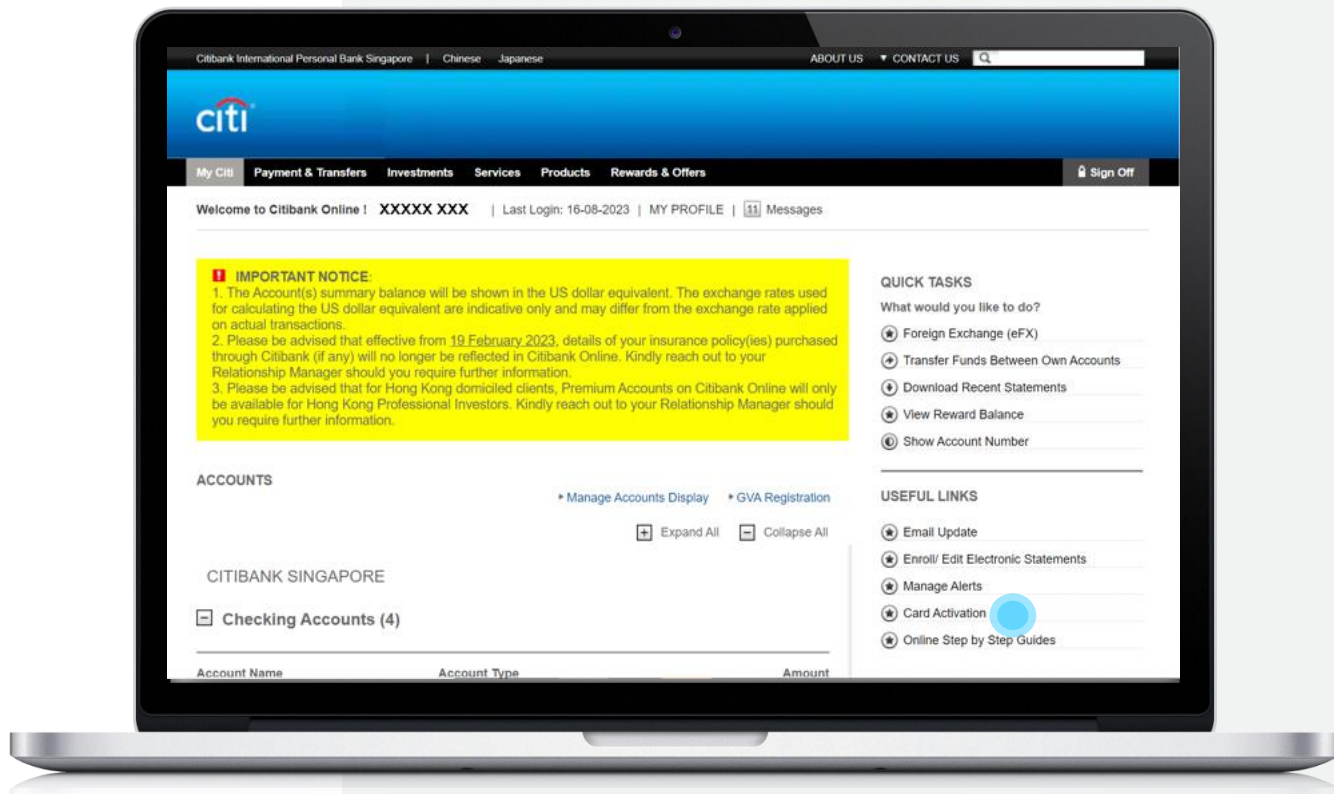 Citibank International Personal Bank Singapore | Chinese Japanese
ABOUT US ▼ CONTACT US
citi
My Citi Payment & Transfers Investments Services Products Rewards & Offers
Sign Off
Welcome to Citibank Online ! XXXXX XXX | Last Login: 16-08-2023 | MY PROFILE | 11 Messages
! IMPORTANT NOTICE:
1. The Account(s) summary balance will be shown in the US dollar equivalent. The exchange rates used
for calculating the US dollar equivalent are indicative only and may differ from the exchange rate applied
on actual transactions.
2. Please be advised that effective from 19 February 2023, details of your insurance policy(ies) purchased
through Citibank (if any) will no longer be reflected in Citibank Online. Kindly reach out to your
Relationship Manager should you require further information.
3. Please be advised that for Hong Kong domiciled clients, Premium Accounts on Citibank Online will only
be available for Hong Kong Professional Investors. Kindly reach out to your Relationship Manager should
you require further information.
ACCOUNTS
Manage Accounts Display GVA Registration
+ Expand All - Collapse All
CITIBANK SINGAPORE
- Checking Accounts (4)
Account Name Account Type Amount
QUICK TASKS
What would you like to do?
Foreign Exchange (eFX)
Transfer Funds Between Own Accounts
Download Recent Statements
View Reward Balance
Show Account Number
USEFUL LINKS
Email Update
Enroll/ Edit Electronic Statements
Manage Alerts
Card Activation
Online Step by Step Guides